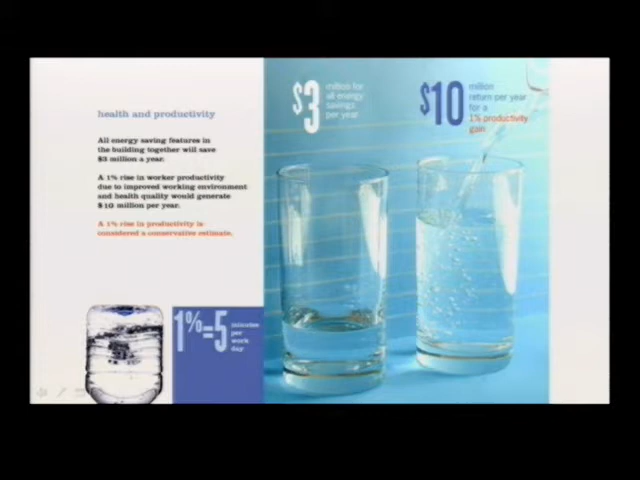 health and productivity
All energy saving features in
the building together will save
$3 million a year.
A 1% rise in worker productivity
due to improved working environment
and health quality would generate
$10 million per year.
A 1% rise in productivity is
considered a conservative estimate.
1%=5
minutes
per
work
day
$3
million for
all energy
savings
per year
$10
million
return per year
for a
1% productivity
gain